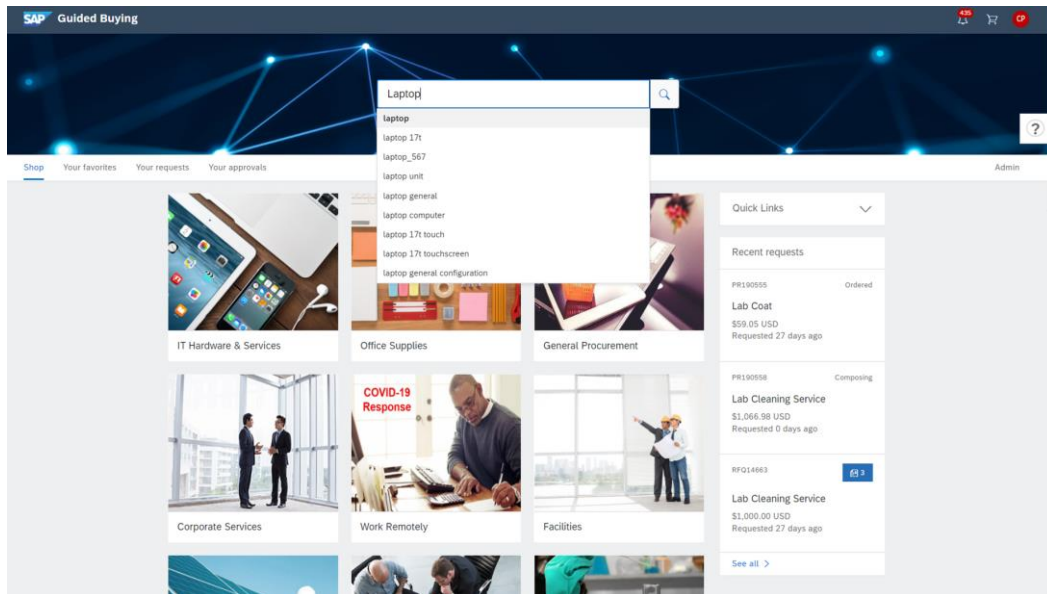 SAP Guided Buying
435
CP
Laptop
laptop
laptop 17t
laptop_567
laptop unit
laptop general
laptop computer
laptop 17t touch
laptop 17t touchscreen
laptop general configuration
?
Shop Your favorites Your requests Your approvals Admin
IT Hardware & Services
Office Supplies
General Procurement
COVID-19
Response
Corporate Services
Work Remotely
Facilities
Quick Links
Recent requests
PR190555 Ordered
Lab Coat
$59.05 USD
Requested 27 days ago
PR190558 Composing
Lab Cleaning Service
$1,066.98 USD
Requested 0 days ago
RFQ14663 3
Lab Cleaning Service
$1,000.00 USD
Requested 27 days ago
See all >